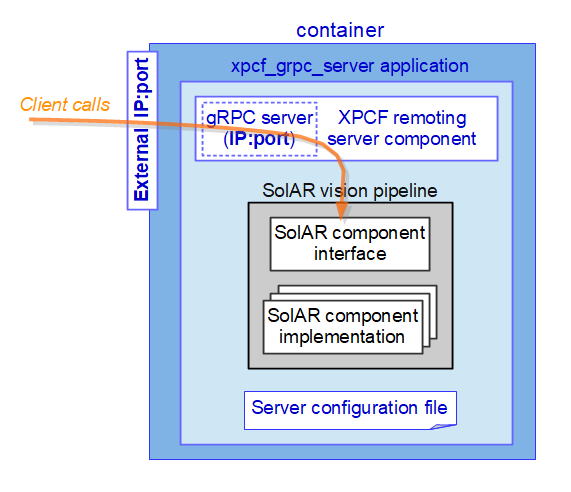 container
xpcf_grpc_server application
External IP:port
Client calls
gRPC server
(IP:port)
XPCF remoting
server component
SolAR vision pipeline
SolAR component
interface
SolAR component
implementation
Server configuration file